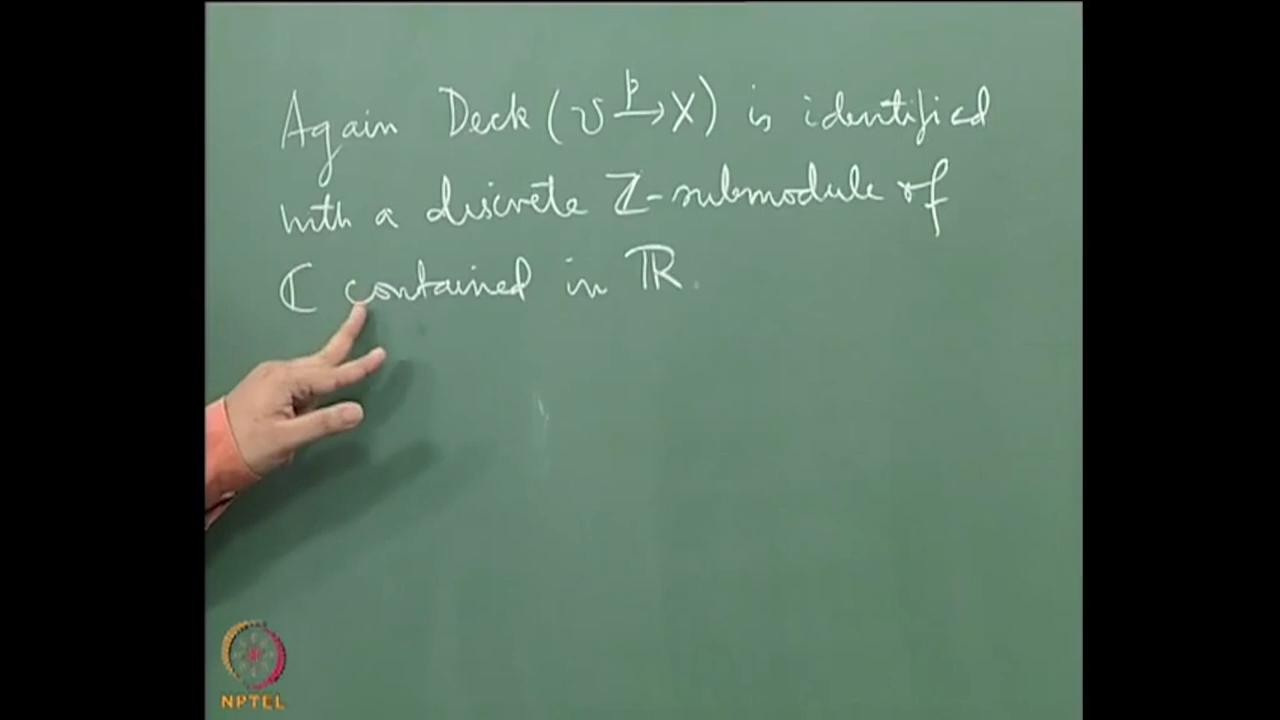 Again Deck (U →p X) is identified
with a discrete ℤ-submodule of
ℂ contained in ℝ.
NPTEL